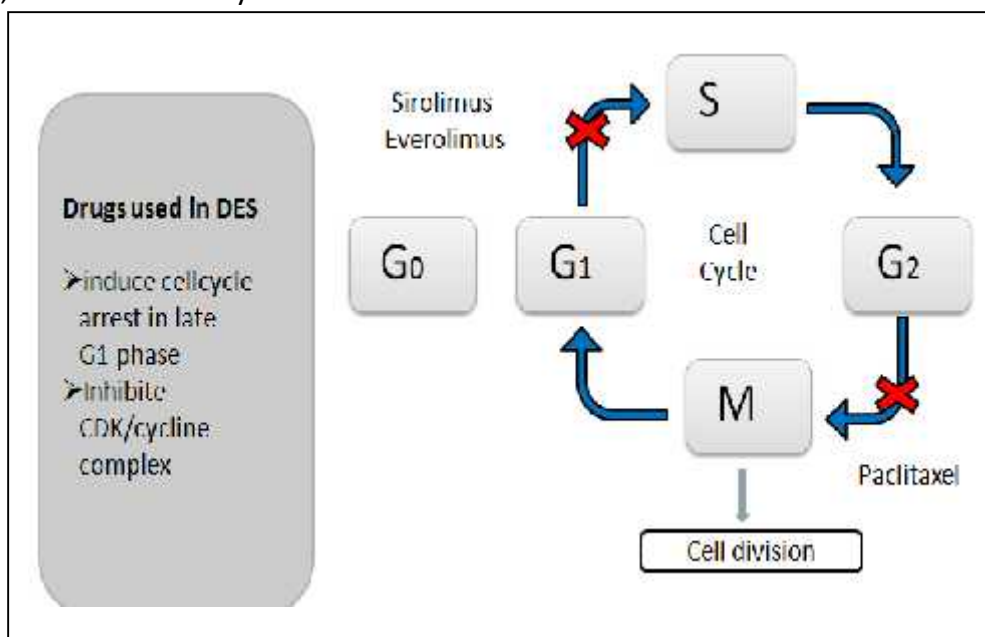 Drugs used in DES
➢induce cellcycle
arrest in late
G1 phase
➢Inhibite
CDK/cycline
complex
Sirolimus
Everolimus
S
G0
G1
Cell
Cycle
G2
M
Paclitaxel
Cell division